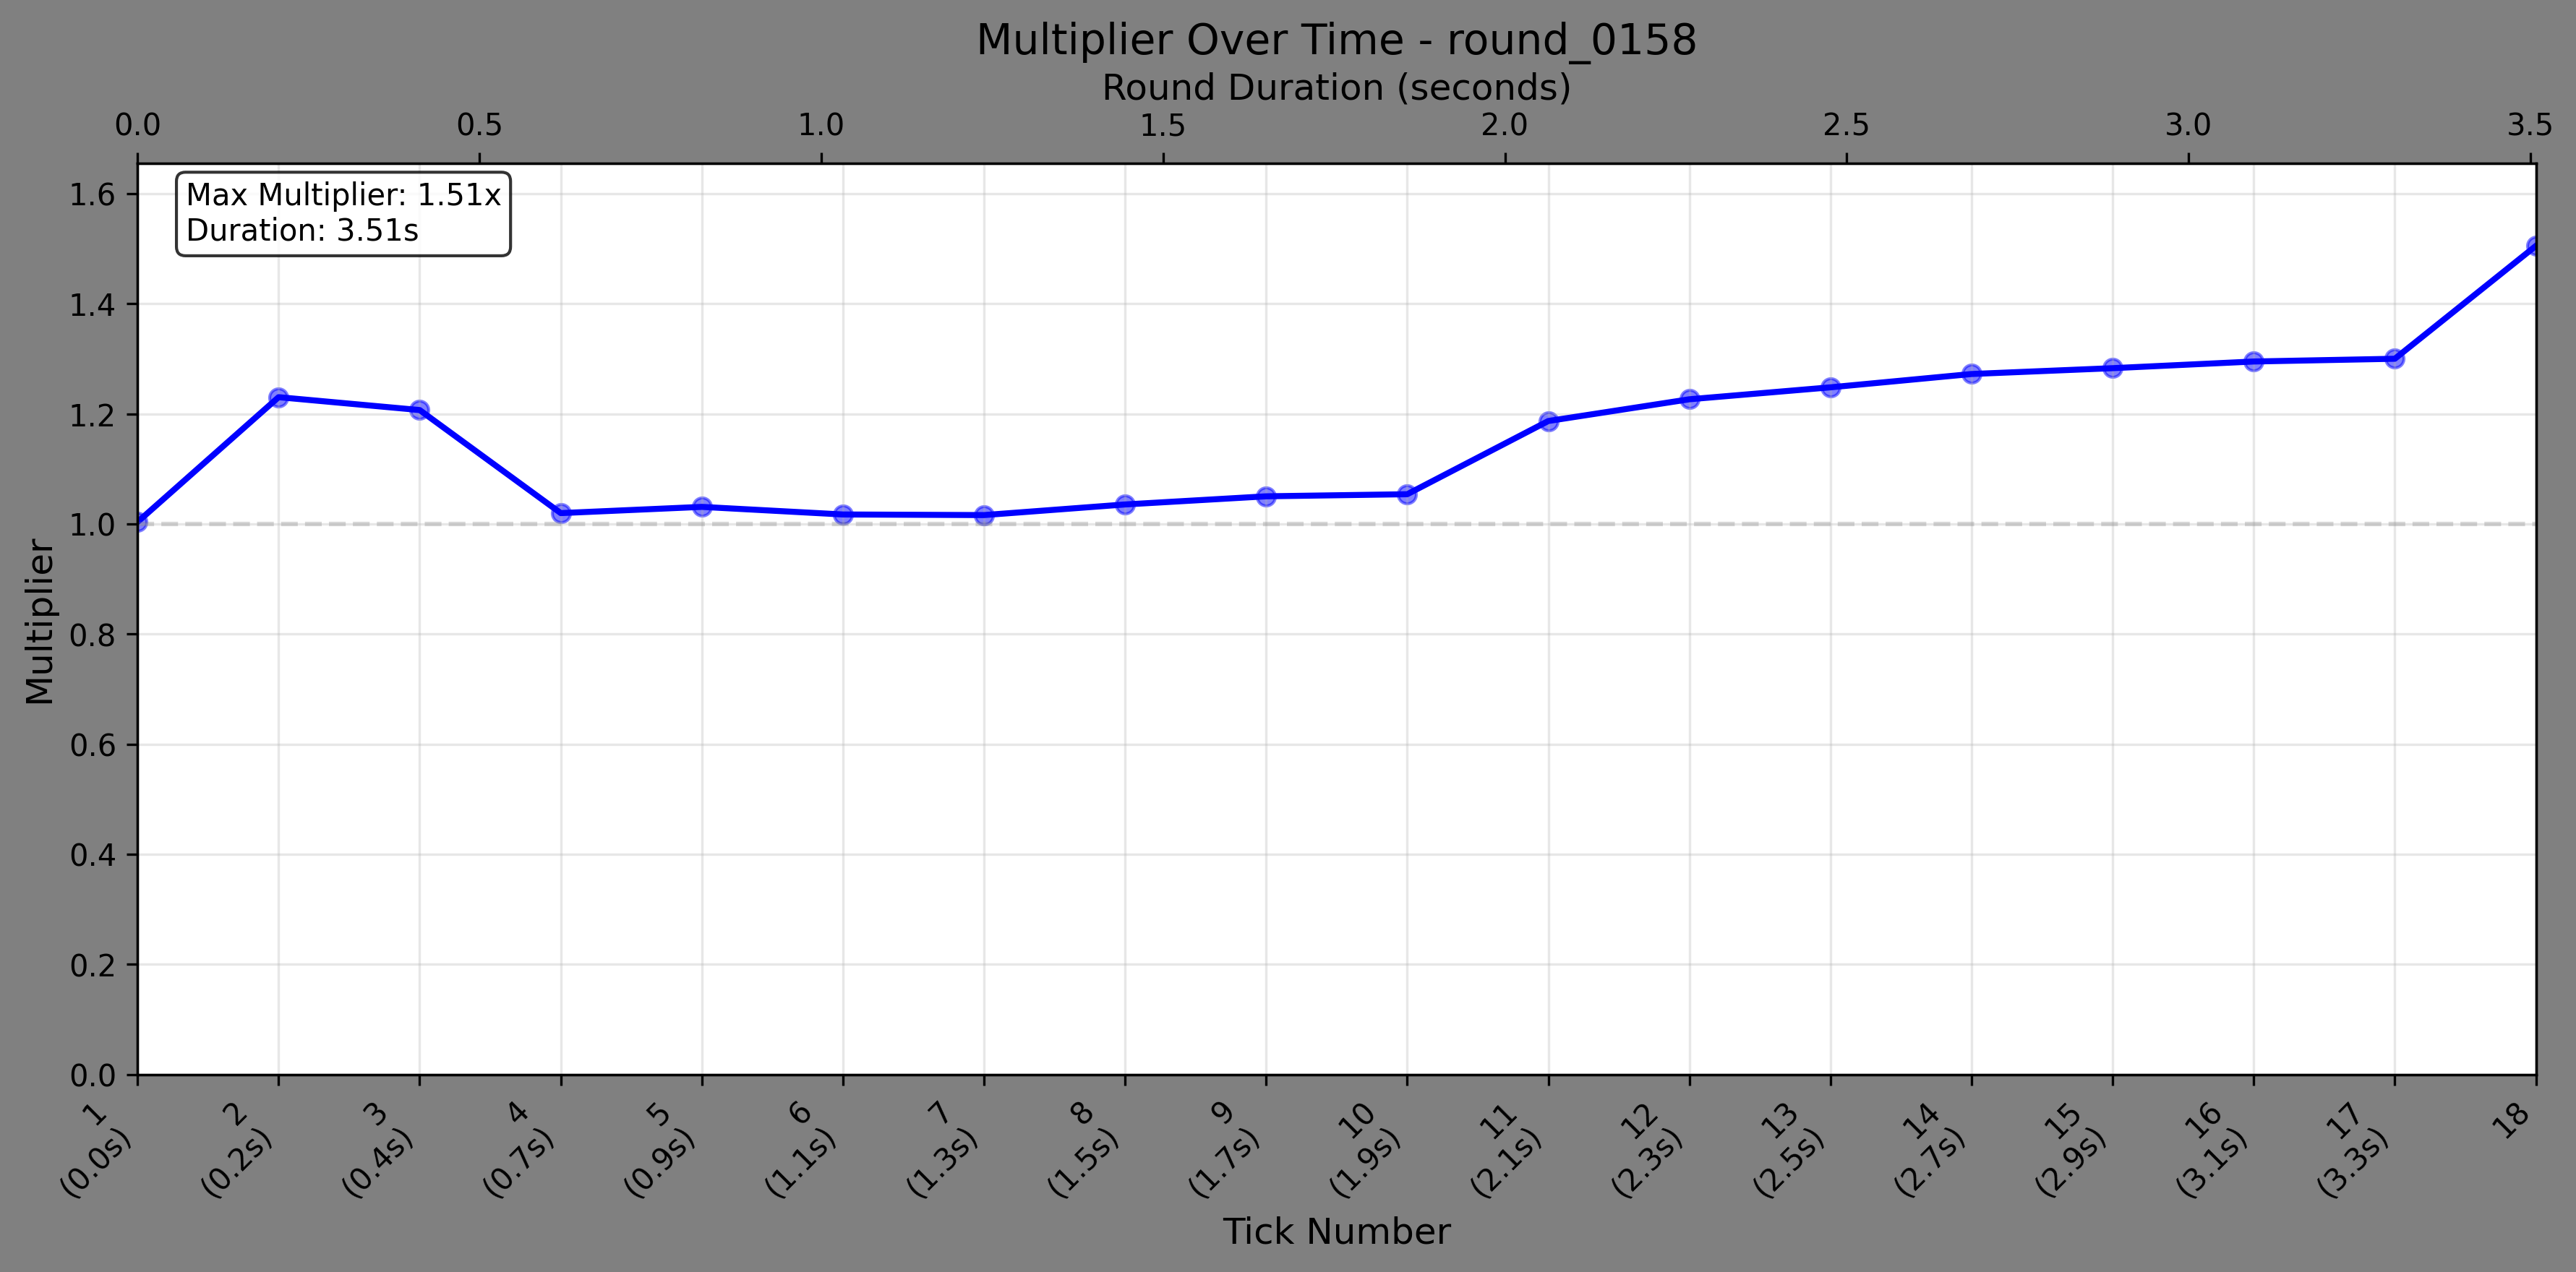 Multiplier Over Time - round_0158
Round Duration (seconds)
0.0 0.5 1.0 1.5 2.0 2.5 3.0 3.5
Max Multiplier: 1.51x
Duration: 3.51s
1.6
1.4
1.2
1.0
0.8
0.6
0.4
0.2
0.0
Multiplier
1
(0.0s)
2
(0.2s)
3
(0.4s)
4
(0.7s)
5
(0.9s)
6
(1.1s)
7
(1.3s)
8
(1.5s)
9
(1.7s)
10
(1.9s)
11
(2.1s)
12
(2.3s)
13
(2.5s)
14
(2.7s)
15
(2.9s)
16
(3.1s)
17
(3.3s)
18
Tick Number